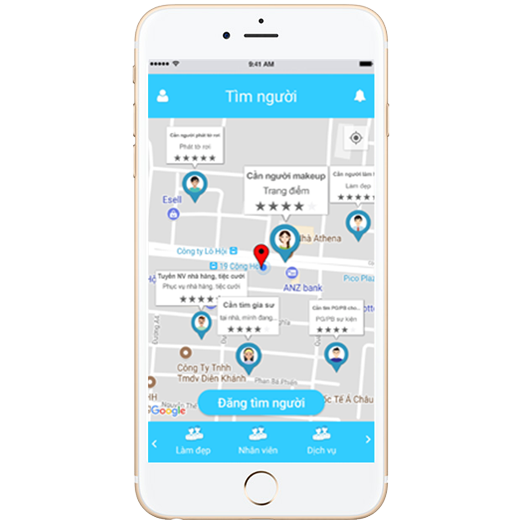 9:41 AM
Tìm người
Cần người phát tờ rơi
Phát tờ rơi
Cần người makeup
Trang điểm
Cần người làm
Làm đẹp
Esell
Nhà Athena
Công ty Lô Hội
19 Cộng Hòa
ANZ bank
Pico Plaz
Tuyển NV nhà hàng, tiệc cưới
Phục vụ nhà hàng, tiệc cưới
Cần tìm gia sư
tại nhà, mình đang...
Cần tìm PG/PB cho...
PG/PB sự kiện
Công Ty Tnhh
Tmdv Diên Khánh
Phan Bá Phiến
Quốc Tế Á Châu
Google
Đăng tìm người
Làm đẹp
Nhân viên
Dịch vụ